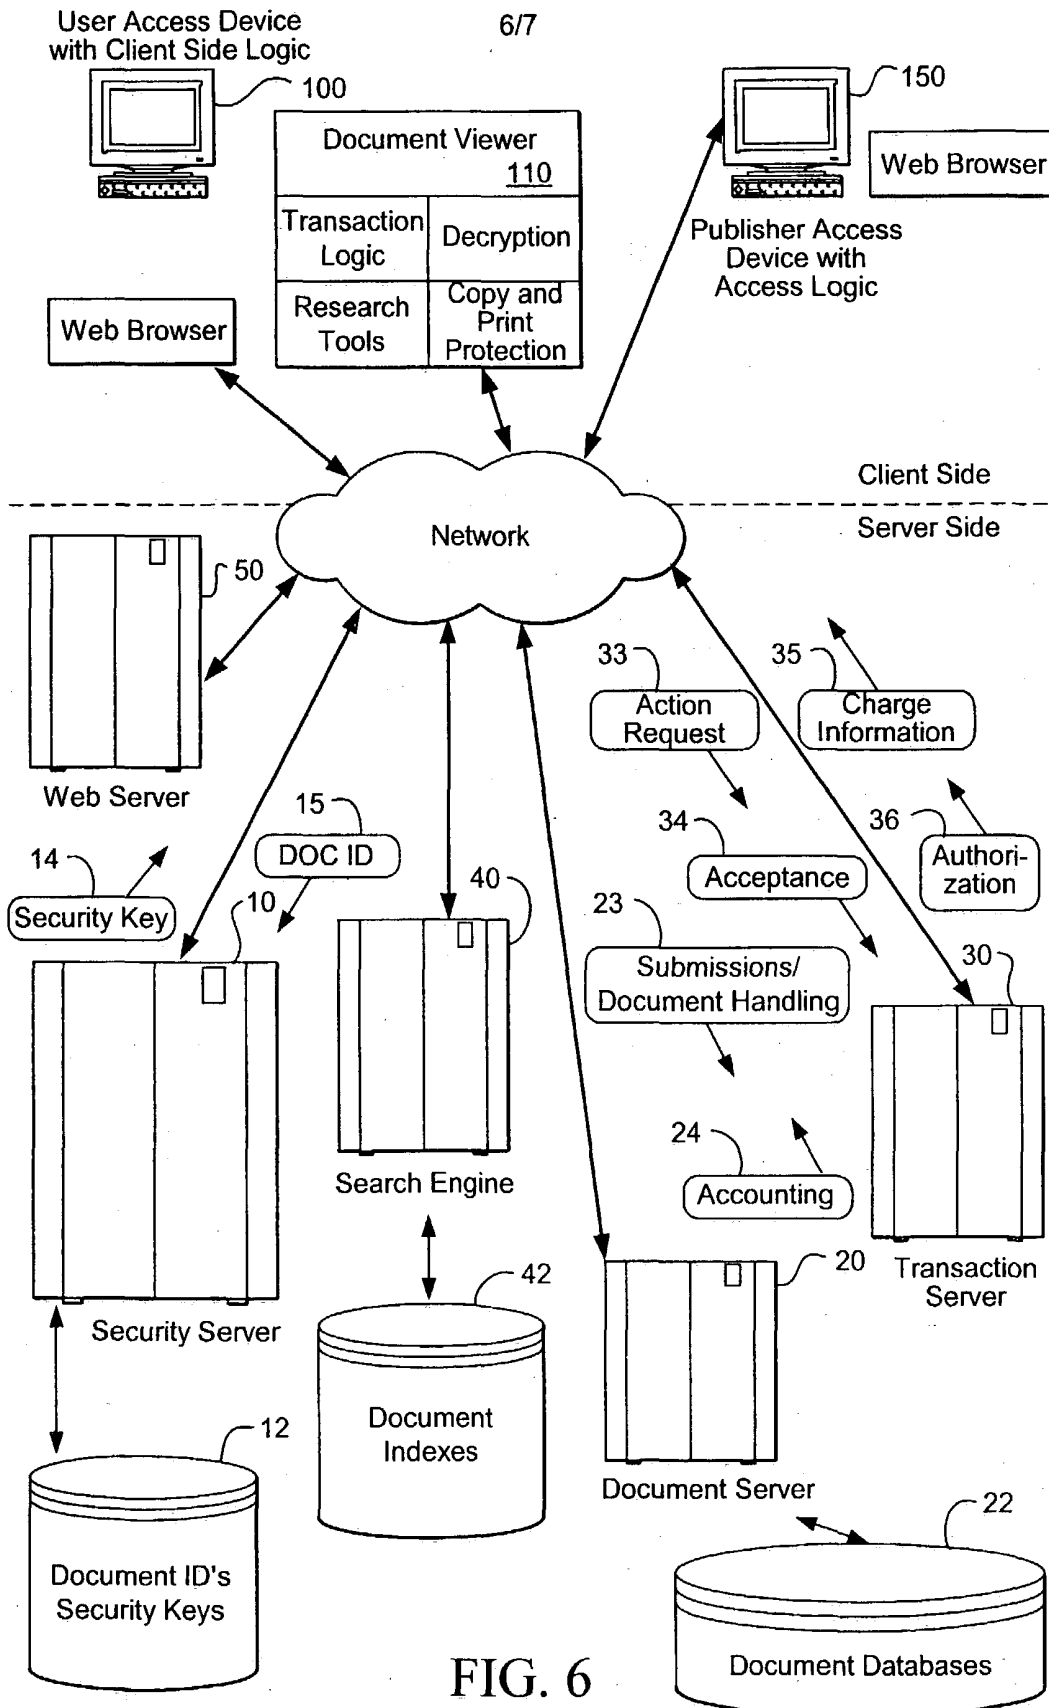 User Access Device
with Client Side Logic
6/7
100
150
Document Viewer
110
Web Browser
Transaction
Logic
Decryption
Publisher Access
Device with
Access Logic
Research
Tools
Copy and
Print
Protection
Web Browser
Client Side
Network
Server Side
50
33
35
Action
Request
Charge
Information
Web Server
15
34
36
14
DOC ID
40
Acceptance
Authori-
zation
Security Key
10
23
30
Submissions/
Document Handling
24
Search Engine
Accounting
20
Transaction
Server
42
Security Server
Document
Indexes
12
Document Server
22
Document ID's
Security Keys
Document Databases
FIG. 6